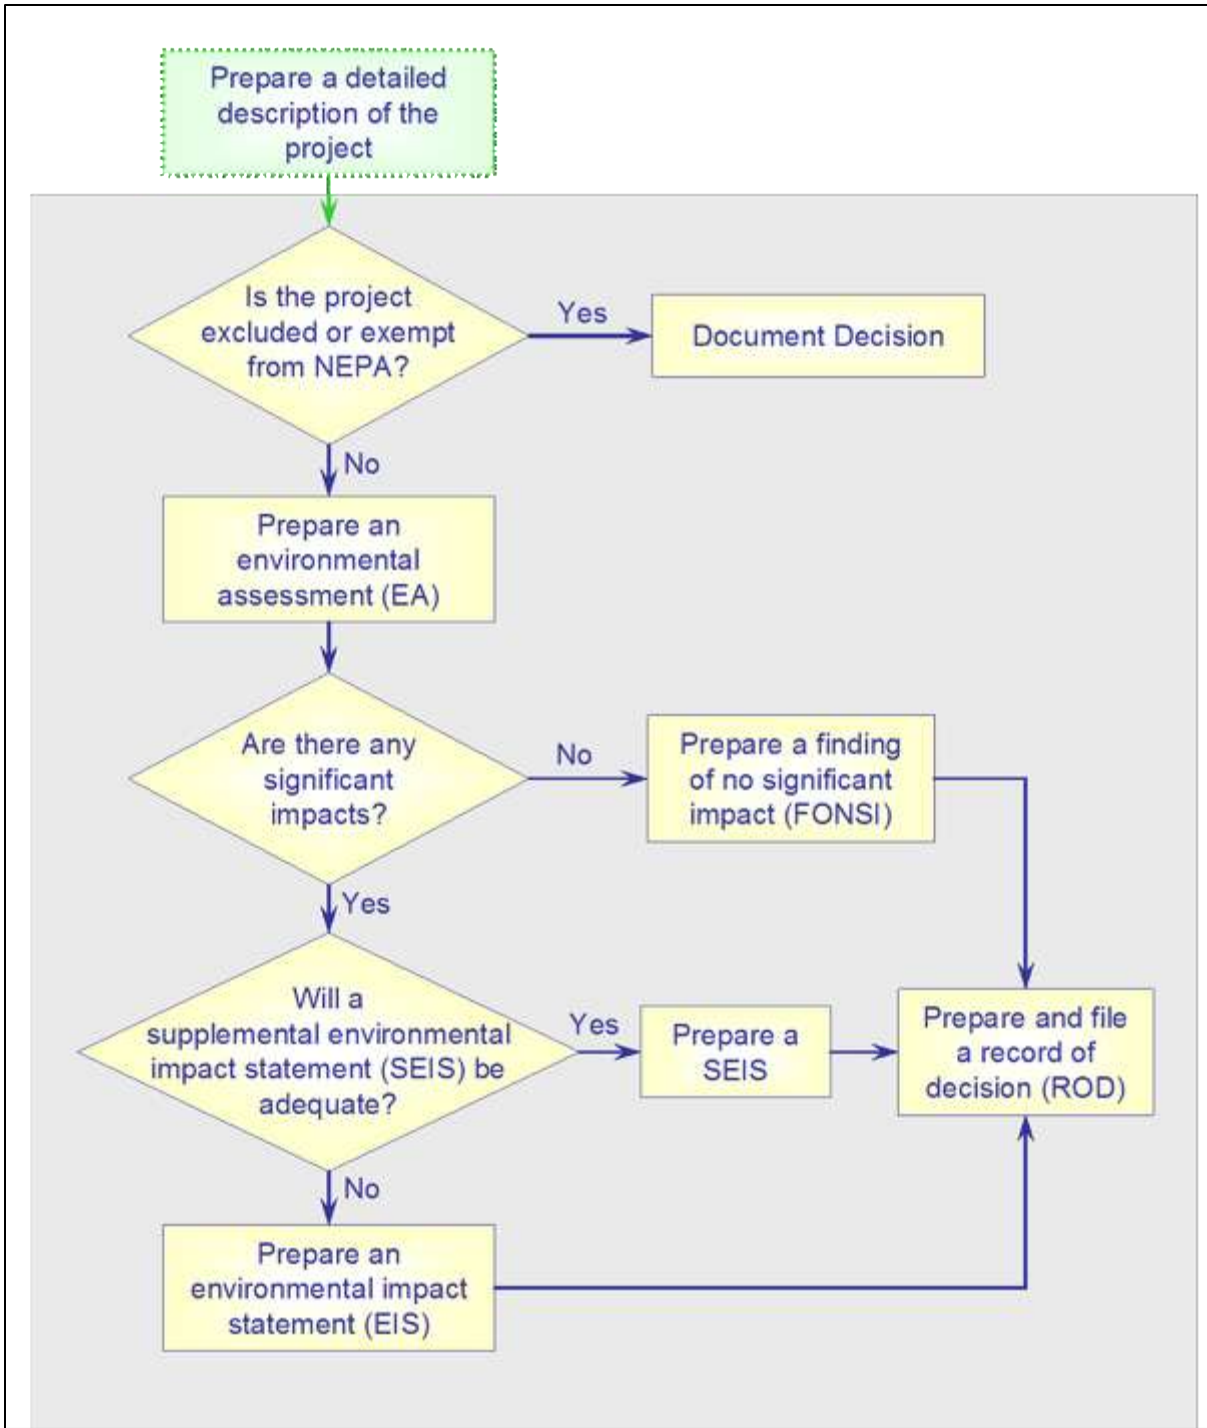 Prepare a detailed
description of the
project
Is the project
excluded or exempt
from NEPA?
Yes
Document Decision
No
Prepare an
environmental
assessment (EA)
Are there any
significant
impacts?
No
Prepare a finding
of no significant
impact (FONSI)
Yes
Will a
supplemental environmental
impact statement (SEIS) be
adequate?
Yes
Prepare a
SEIS
Prepare and file
a record of
decision (ROD)
No
Prepare an
environmental impact
statement (EIS)